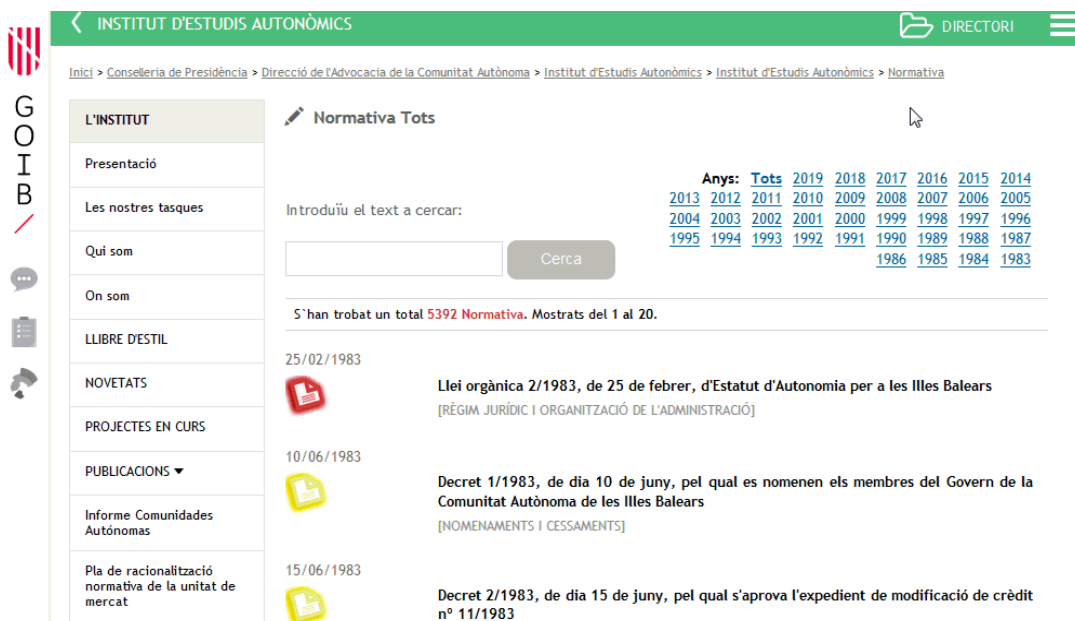 INSTITUT D'ESTUDIS AUTONÒMICS
DIRECTORI
Inici > Conselleria de Presidència > Direcció de l'Advocacia de la Comunitat Autònoma > Institut d'Estudis Autonòmics > Institut d'Estudis Autonòmics > Normativa
GOIB
L'INSTITUT
Presentació
Les nostres tasques
Qui som
On som
LLIBRE D'ESTIL
NOVETATS
PROJECTES EN CURS
PUBLICACIONS
Informe Comunidades
Autónomas
Pla de racionalització
normativa de la unitat de
mercat
Normativa Tots
Introduïu el text a cercar:
Cerca
Anys: Tots 2019 2018 2017 2016 2015 2014
2013 2012 2011 2010 2009 2008 2007 2006 2005
2004 2003 2002 2001 2000 1999 1998 1997 1996
1995 1994 1993 1992 1991 1990 1989 1988 1987
1986 1985 1984 1983
S`han trobat un total 5392 Normativa. Mostrats del 1 al 20.
25/02/1983
Llei orgànica 2/1983, de 25 de febrer, d'Estatut d'Autonomia per a les Illes Balears
[RÈGIM JURÍDIC I ORGANITZACIÓ DE L'ADMINISTRACIÓ]
10/06/1983
Decret 1/1983, de dia 10 de juny, pel qual es nomenen els membres del Govern de la
Comunitat Autònoma de les Illes Balears
[NOMENAMENTS I CESSAMENTS]
15/06/1983
Decret 2/1983, de dia 15 de juny, pel qual s'aprova l'expedient de modificació de crèdit
nº 11/1983